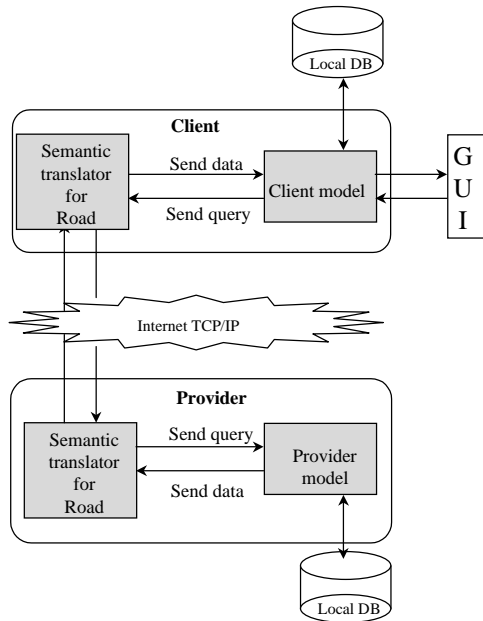 Local DB
Client
Semantic
translator
for
Road
Send data
Send query
Client model
G
U
I
Internet TCP/IP
Provider
Semantic
translator
for
Road
Send query
Send data
Provider
model
Local DB